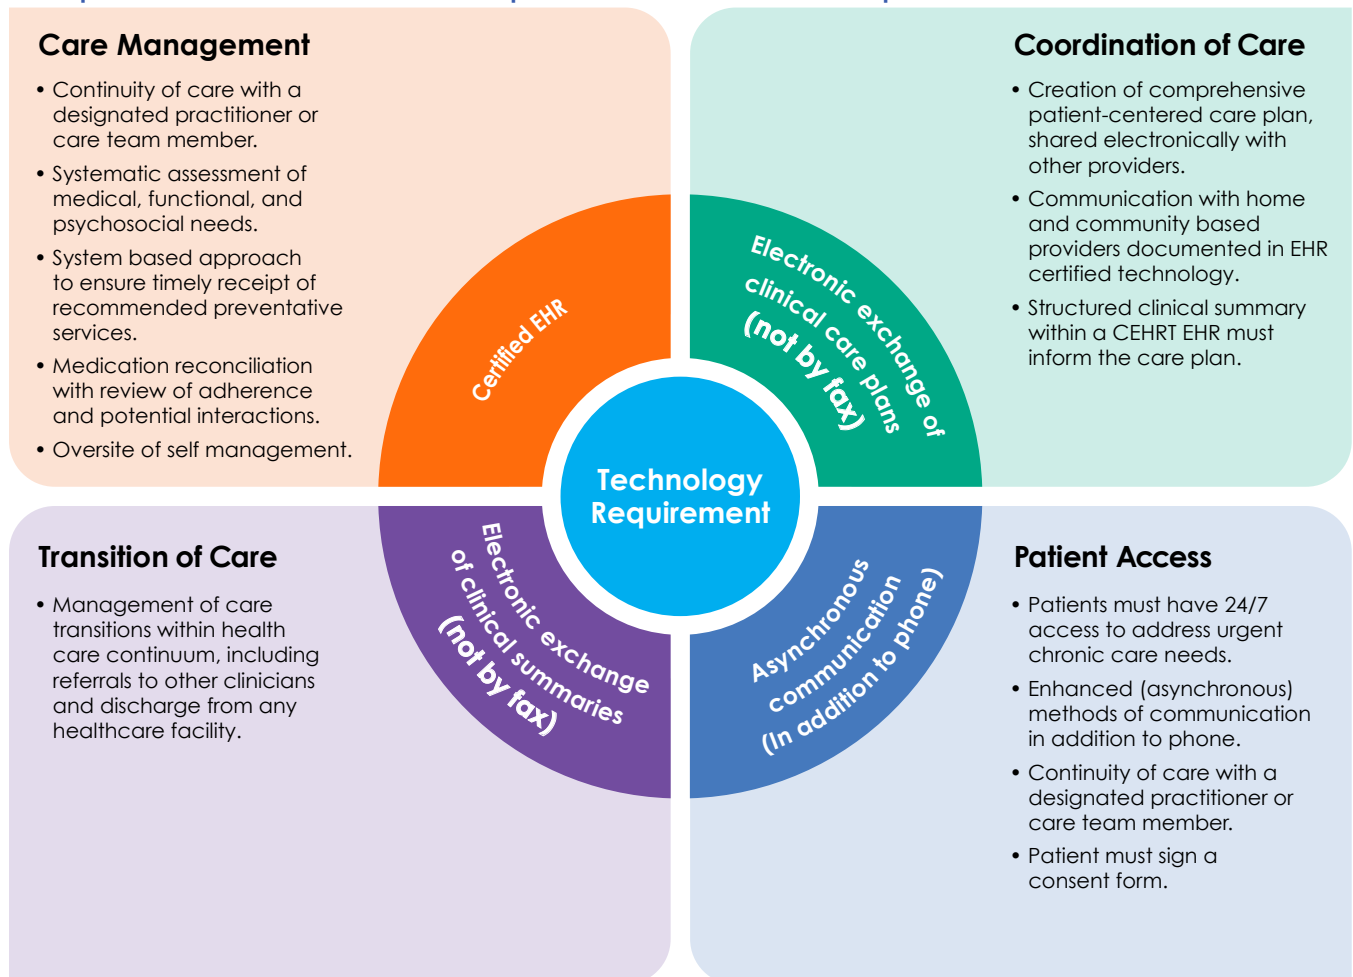 Care Management
• Continuity of care with a
designated practitioner or
care team member.
• Systematic assessment of
medical, functional, and
psychosocial needs.
• System based approach
to ensure timely receipt of
recommended preventative
services.
• Medication reconciliation
with review of adherence
and potential interactions.
• Oversite of self management.
Coordination of Care
• Creation of comprehensive
patient-centered care plan,
shared electronically with
other providers.
• Communication with home
and community based
providers documented in EHR
certified technology.
• Structured clinical summary
within a CEHRT EHR must
inform the care plan.
Certified EHR
Electronic exchange of
clinical care plans
(not by fax)
Technology
Requirement
Electronic exchange
of clinical summaries
(not by fax)
Asynchronous
communication
(In addition to phone)
Transition of Care
• Management of care
transitions within health
care continuum, including
referrals to other clinicians
and discharge from any
healthcare facility.
Patient Access
• Patients must have 24/7
access to address urgent
chronic care needs.
• Enhanced (asynchronous)
methods of communication
in addition to phone.
• Continuity of care with a
designated practitioner or
care team member.
• Patient must sign a
consent form.